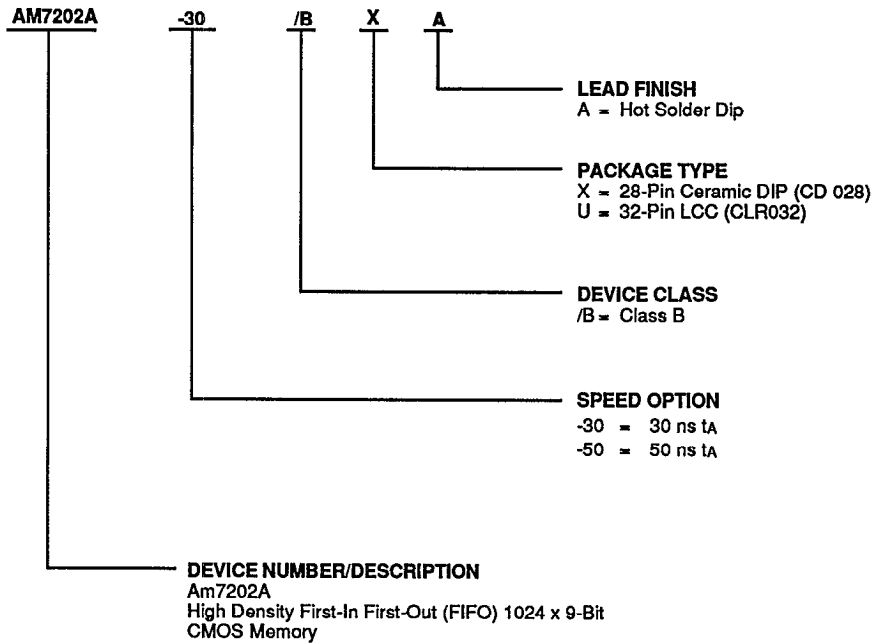 AM7202A -30 /B X A
LEAD FINISH
A = Hot Solder Dip
PACKAGE TYPE
X = 28-Pin Ceramic DIP (CD 028)
U = 32-Pin LCC (CLR032)
DEVICE CLASS
/B = Class B
SPEED OPTION
-30 = 30 ns tA
-50 = 50 ns tA
DEVICE NUMBER/DESCRIPTION
Am7202A
High Density First-In First-Out (FIFO) 1024 x 9-Bit
CMOS Memory